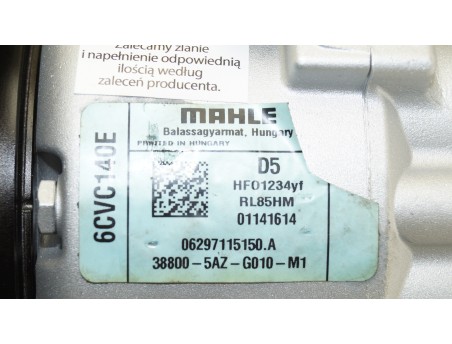 Zalecamy zlanie
i napełnienie odpowiednią
ilością według
zaleceń producenta.
MAHLE
Balassagyarmat, Hungary
PRINTED IN HUNGARY
6CVC140E
D5
HFO1234yf
RL85HM
01141614
06297115150.A
38800-5AZ-G010-M1